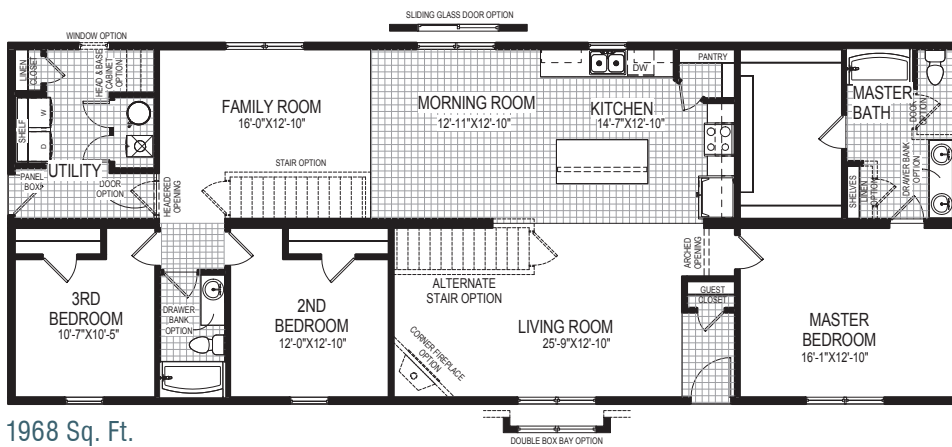 SLIDING GLASS DOOR OPTION
WINDOW OPTION
LINEN
CLOSET
HEAD & BASE
CABINET
OPTION
SHELF
W
D
UTILITY
PANEL
BOX
DOOR
OPTION
HEADERED
OPENING
FAMILY ROOM
16'-0"X12'-10"
STAIR OPTION
MORNING ROOM
12'-11"X12'-10"
DW
KITCHEN
14'-7"X12'-10"
PANTRY
MASTER
BATH
DOOR
OPTION
DRAWER BANK
OPTION
SHELVES
LINEN
OPTION
3RD
BEDROOM
10'-7"X10'-5"
DRAWER
BANK
OPTION
2ND
BEDROOM
12'-0"X12'-10"
ALTERNATE
STAIR OPTION
CORNER FIREPLACE
OPTION
LIVING ROOM
25'-9"X12'-10"
ARCHED
OPENING
GUEST
CLOSET
MASTER
BEDROOM
16'-1"X12'-10"
DOUBLE BOX BAY OPTION
1968 Sq. Ft.